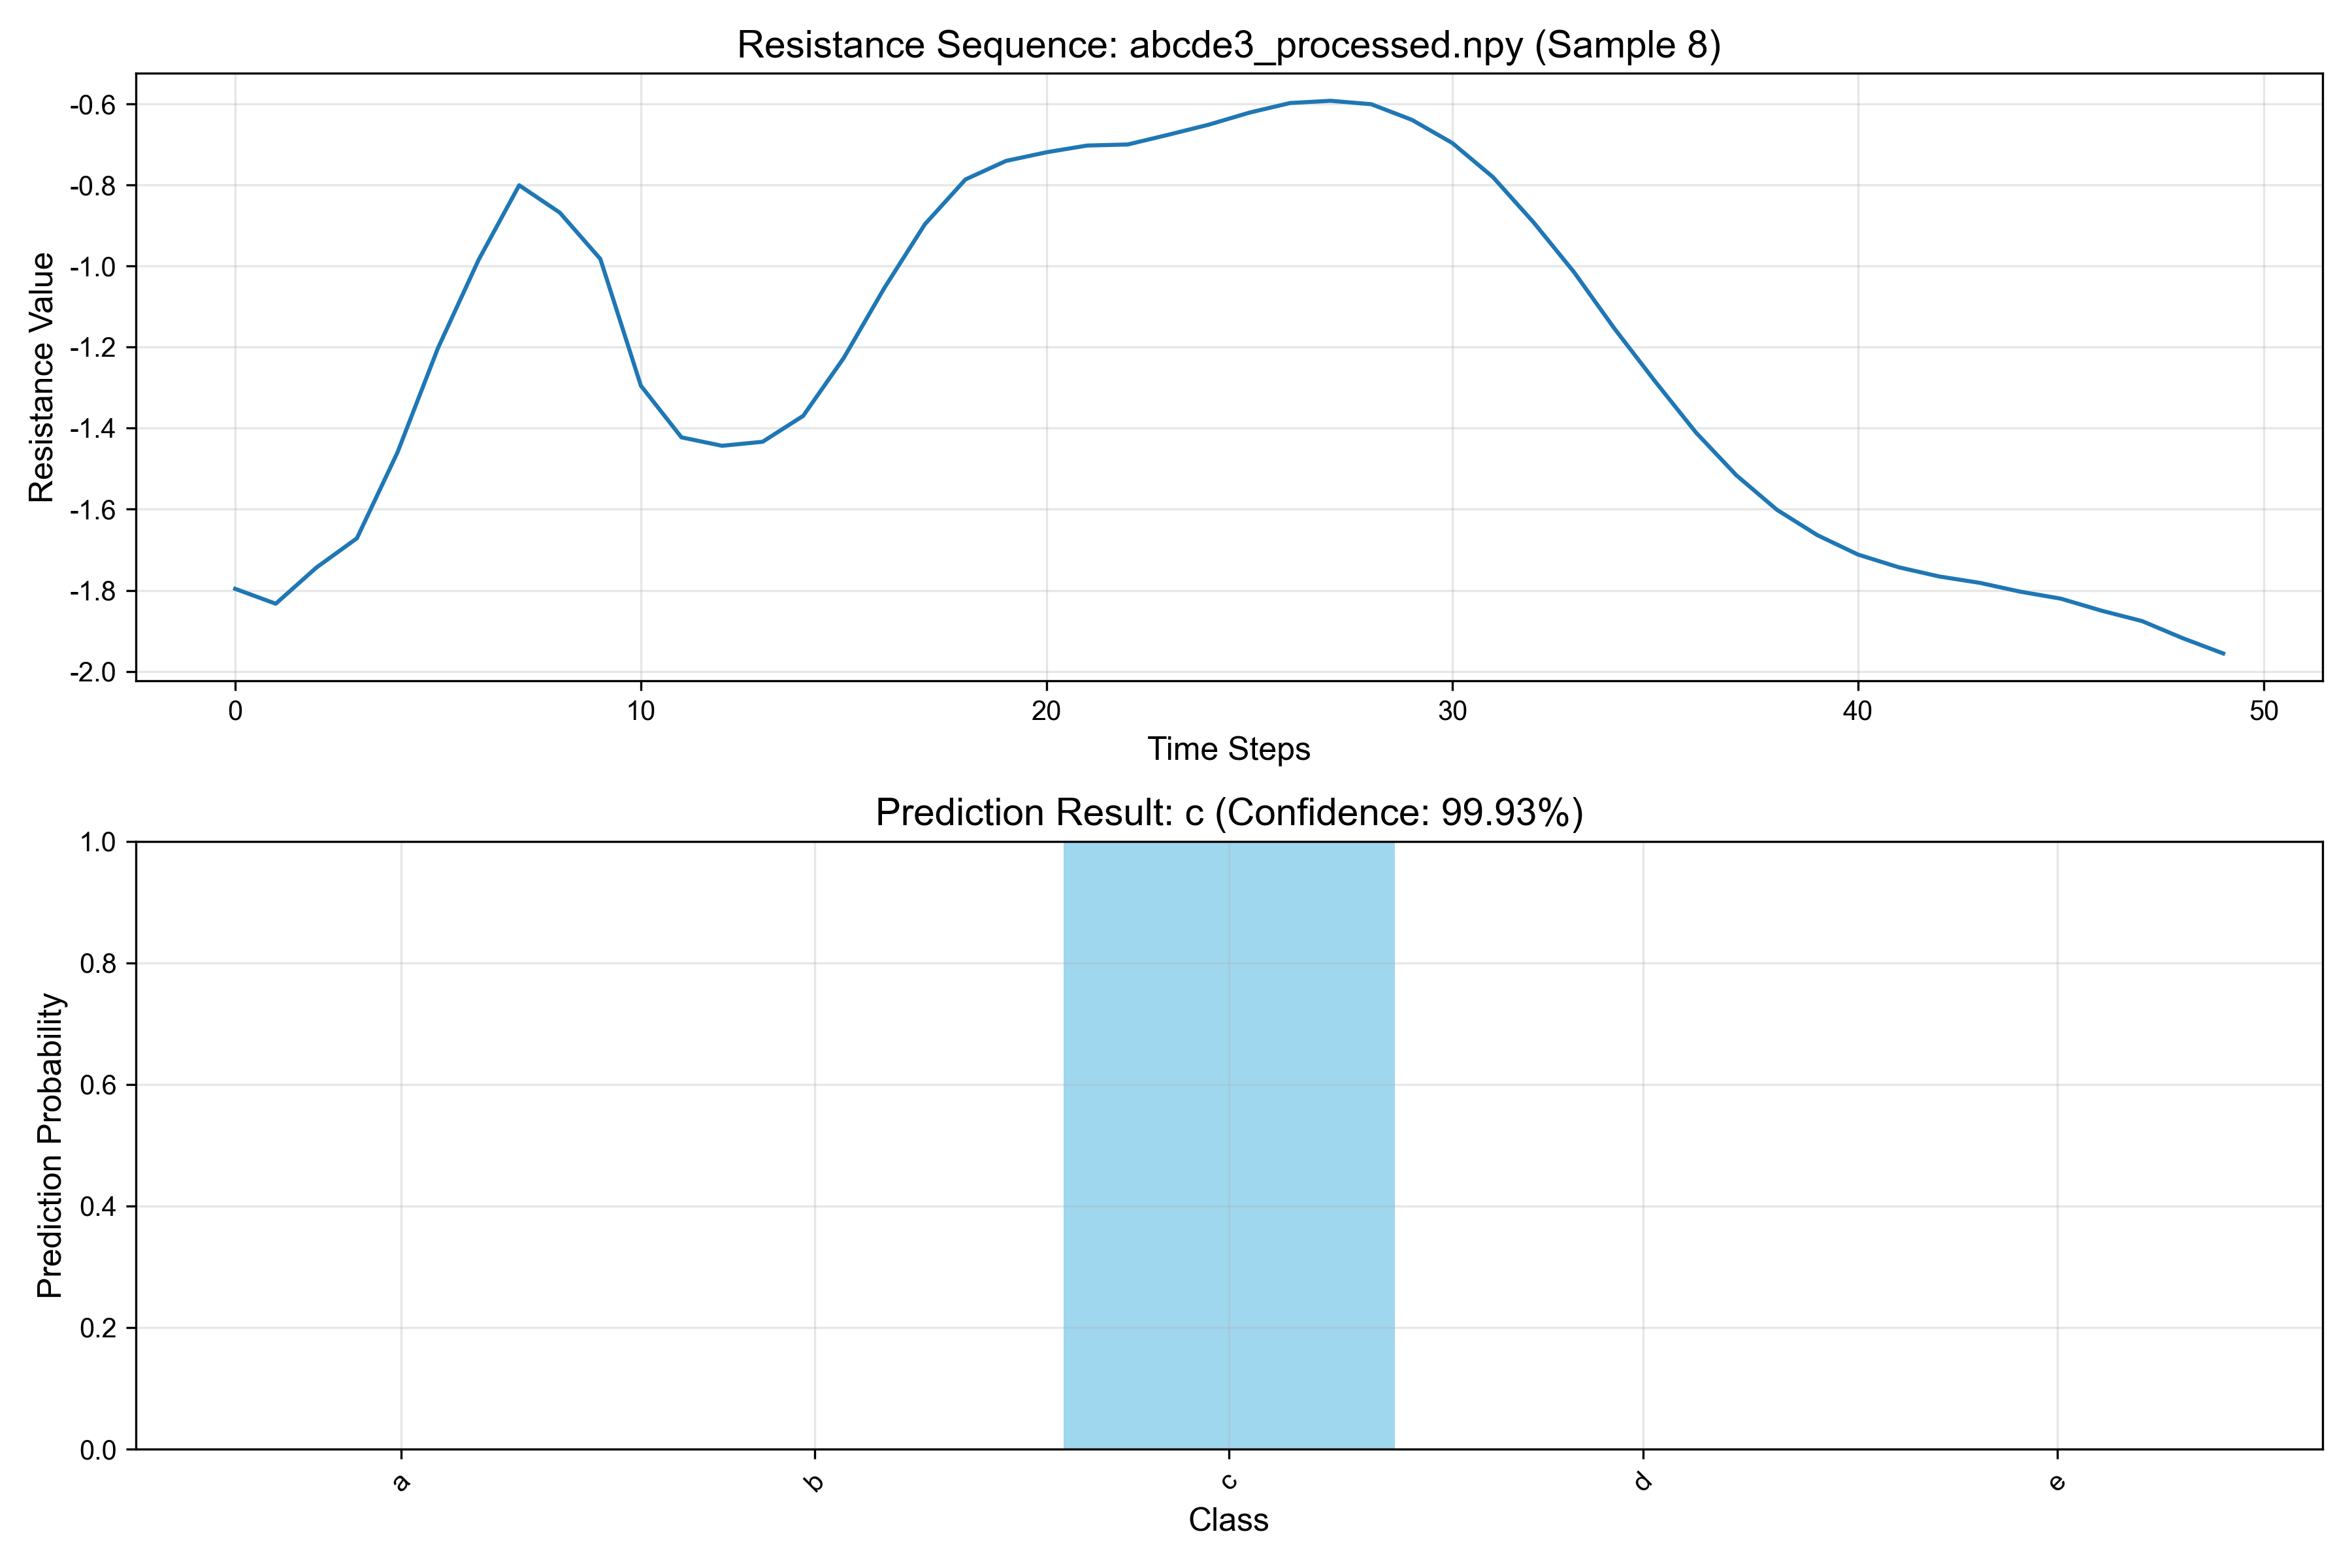 Resistance Sequence: abcde3_processed.npy (Sample 8)
Resistance Value
-0.6
-0.8
-1.0
-1.2
-1.4
-1.6
-1.8
-2.0
0 10 20 30 40 50
Time Steps
Prediction Result: c (Confidence: 99.93%)
Prediction Probability
1.0
0.8
0.6
0.4
0.2
0.0
a b c d e
Class